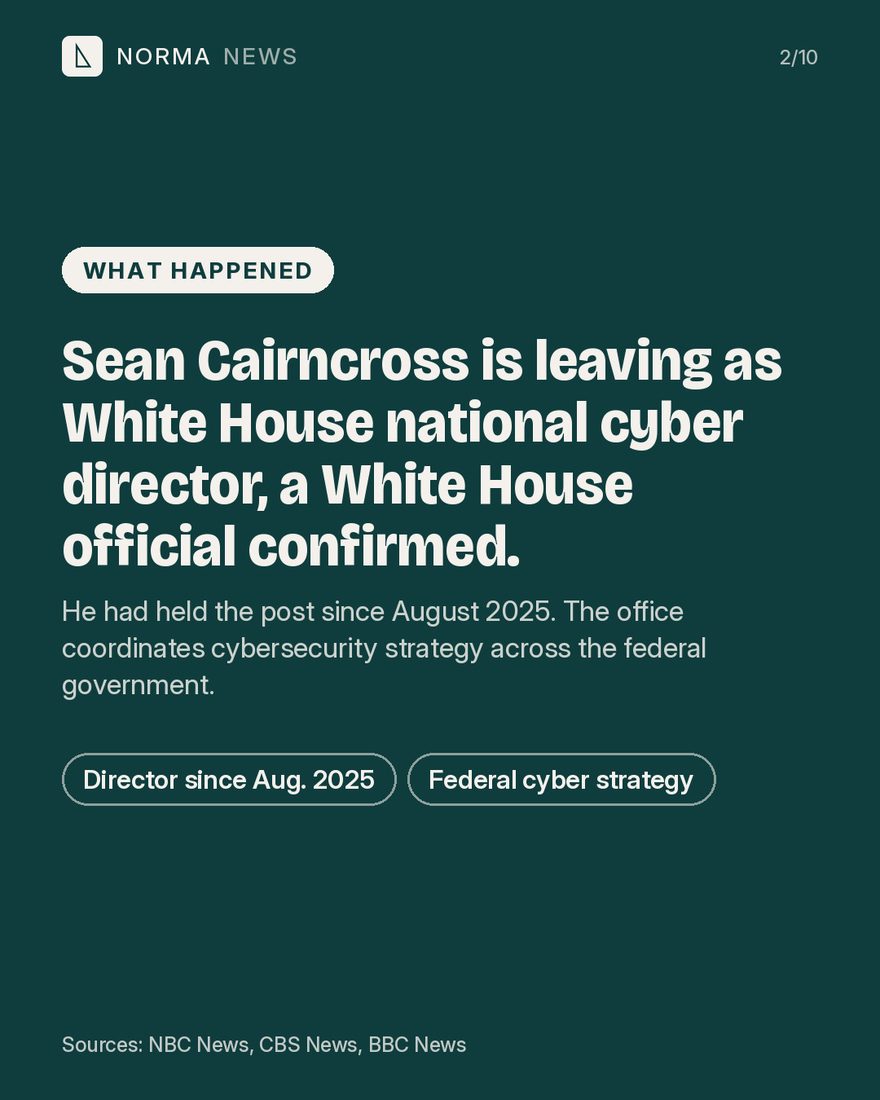 NORMA NEWS
2/10
WHAT HAPPENED
Sean Cairncross is leaving as
White House national cyber
director, a White House
official confirmed.
He had held the post since August 2025. The office
coordinates cybersecurity strategy across the federal
government.
Director since Aug. 2025
Federal cyber strategy
Sources: NBC News, CBS News, BBC News